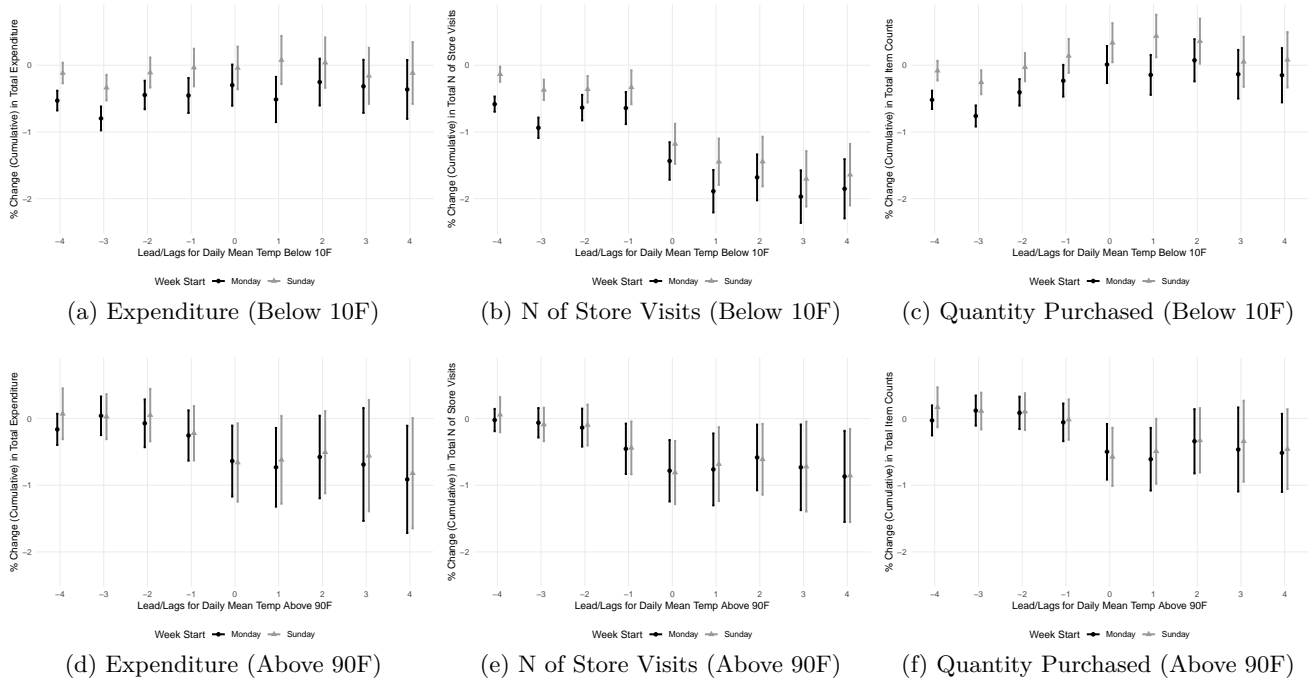 % Change (Cumulative) in Total Expenditure
0
−1
−2
−4 −3 −2 −1 0 1 2 3 4
Lead/Lags for Daily Mean Temp Below 10F
Week Start Monday Sunday
(a) Expenditure (Below 10F)
% Change (Cumulative) in Total N of Store Visits
0
−1
−2
−4 −3 −2 −1 0 1 2 3 4
Lead/Lags for Daily Mean Temp Below 10F
Week Start Monday Sunday
(b) N of Store Visits (Below 10F)
% Change (Cumulative) in Total Item Counts
0
−1
−2
−4 −3 −2 −1 0 1 2 3 4
Lead/Lags for Daily Mean Temp Below 10F
Week Start Monday Sunday
(c) Quantity Purchased (Below 10F)
% Change (Cumulative) in Total Expenditure
0
−1
−2
−4 −3 −2 −1 0 1 2 3 4
Lead/Lags for Daily Mean Temp Above 90F
Week Start Monday Sunday
(d) Expenditure (Above 90F)
% Change (Cumulative) in Total N of Store Visits
0
−1
−2
−4 −3 −2 −1 0 1 2 3 4
Lead/Lags for Daily Mean Temp Above 90F
Week Start Monday Sunday
(e) N of Store Visits (Above 90F)
% Change (Cumulative) in Total Item Counts
0
−1
−2
−4 −3 −2 −1 0 1 2 3 4
Lead/Lags for Daily Mean Temp Above 90F
Week Start Monday Sunday
(f) Quantity Purchased (Above 90F)